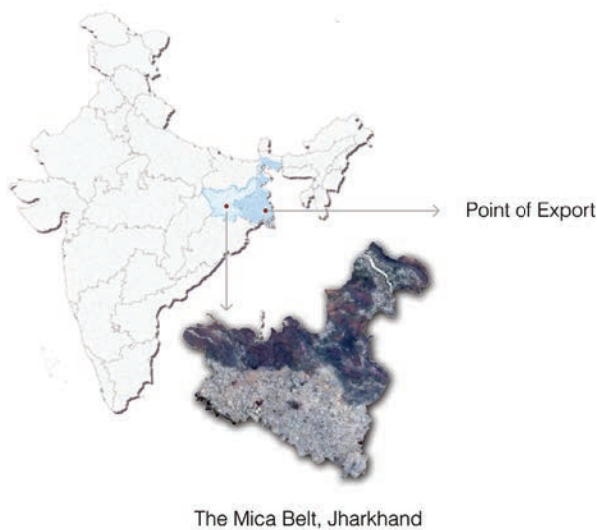 Point of Export
The Mica Belt, Jharkhand